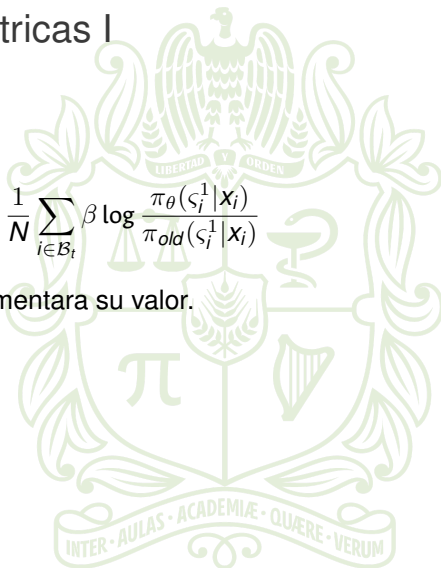 tricas I
LIBERTAD Y ORDEN
\frac{1}{N} \sum_{i \in \mathcal{B}_t} \beta \log \frac{\pi_\theta(\varsigma_i^1|x_i)}{\pi_{old}(\varsigma_i^1|x_i)}
mentara su valor.
π
INTER · AULAS · ACADEMIÆ · QUÆRE · VERUM